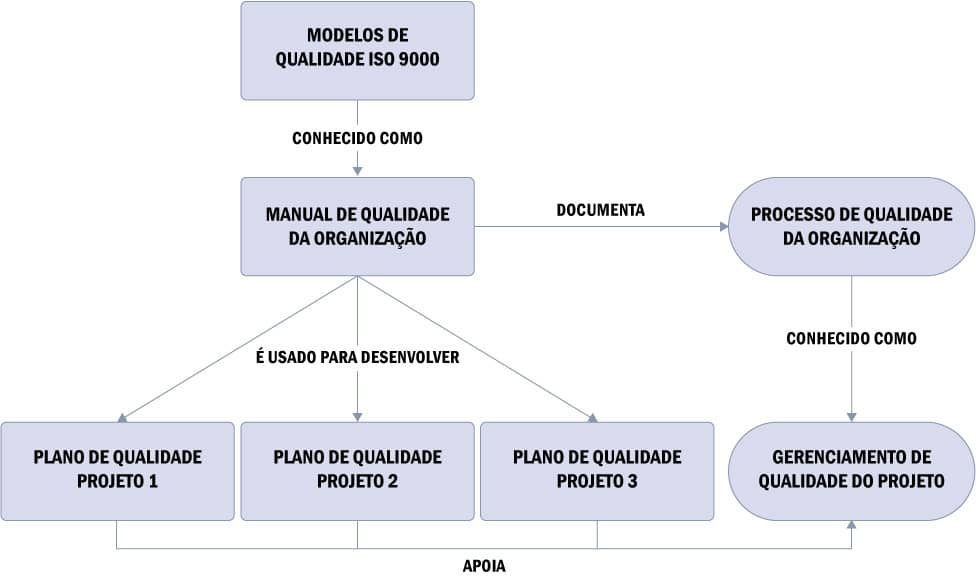 MODELOS DE
QUALIDADE ISO 9000
CONHECIDO COMO
MANUAL DE QUALIDADE
DA ORGANIZAÇÃO
DOCUMENTA
PROCESSO DE QUALIDADE
DA ORGANIZAÇÃO
É USADO PARA DESENVOLVER
CONHECIDO COMO
PLANO DE QUALIDADE
PROJETO 1
PLANO DE QUALIDADE
PROJETO 2
PLANO DE QUALIDADE
PROJETO 3
GERENCIAMENTO DE
QUALIDADE DO PROJETO
APOIA